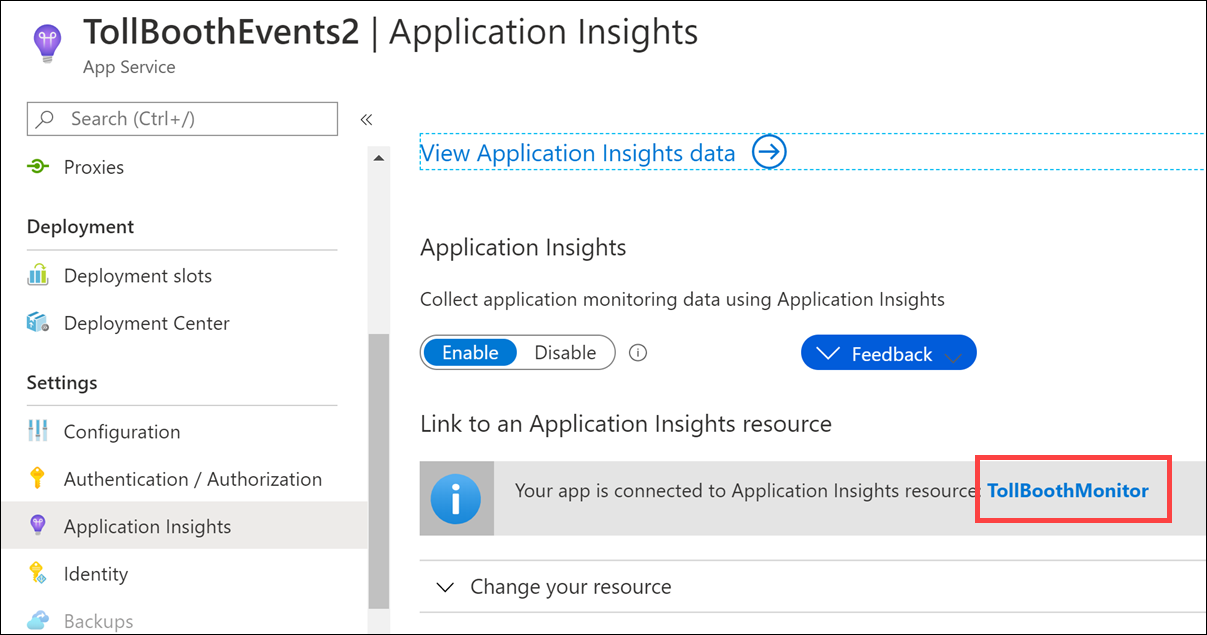 TollBoothEvents2 | Application Insights
App Service
Search (Ctrl+/)
«
Proxies
Deployment
Deployment slots
Deployment Center
Settings
Configuration
Authentication / Authorization
Application Insights
Identity
Backups
View Application Insights data
Application Insights
Collect application monitoring data using Application Insights
Enable Disable
Feedback
Link to an Application Insights resource
Your app is connected to Application Insights resource: TollBoothMonitor
Change your resource